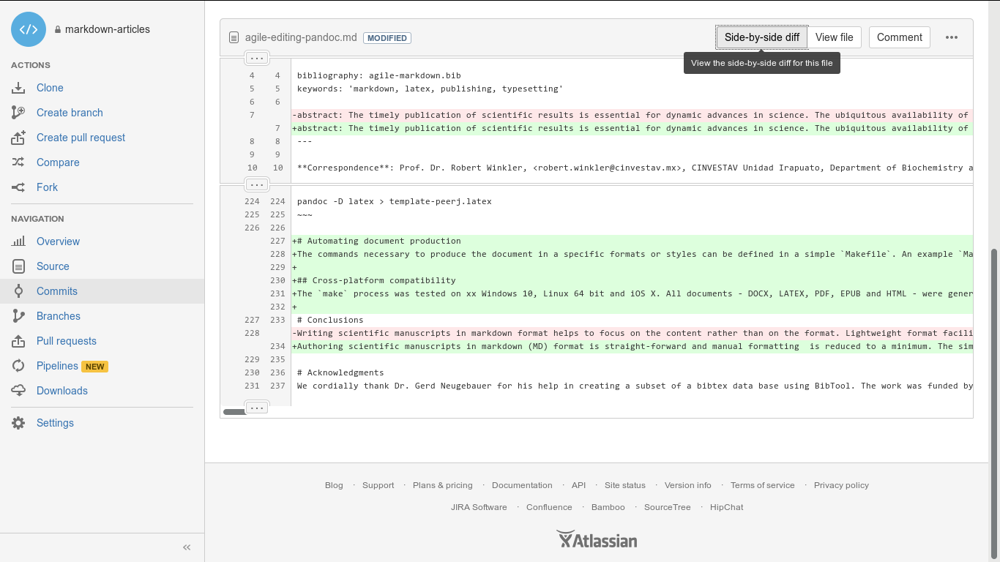 markdown-articles
ACTIONS
Clone
Create branch
Create pull request
Compare
Fork
NAVIGATION
Overview
Source
Commits
Branches
Pull requests
Pipelines NEW
Downloads
Settings
«
agile-editing-pandoc.md MODIFIED Side-by-side diff View file Comment •••
View the side-by-side diff for this file
...
4 4 bibliography: agile-markdown.bib
5 5 keywords: 'markdown, latex, publishing, typesetting'
6 6
7 -abstract: The timely publication of scientific results is essential for dynamic advances in science. The ubiquitous availability of
7 +abstract: The timely publication of scientific results is essential for dynamic advances in science. The ubiquitous availability of
8 8 ---
9 9
10 10 **Correspondence**: Prof. Dr. Robert Winkler, <robert.winkler@cinvestav.mx>, CINVESTAV Unidad Irapuato, Department of Biochemistry a
...
224 224 pandoc -D latex > template-peerj.latex
225 225 ~~~
226 226
227 +# Automating document production
228 +The commands necessary to produce the document in a specific formats or styles can be defined in a simple `Makefile`. An example `Ma
229 +
230 +## Cross-platform compatibility
231 +The `make` process was tested on xx Windows 10, Linux 64 bit and iOS X. All documents - DOCX, LATEX, PDF, EPUB and HTML - were gener
232 +
227 233 # Conclusions
228 -Writing scientific manuscripts in markdown format helps to focus on the content rather than on the format. Lightweight format facili
234 +Authoring scientific manuscripts in markdown (MD) format is straight-forward and manual formatting  is reduced to a minimum. The sim
229 235
230 236 # Acknowledgments
231 237 We cordially thank Dr. Gerd Neugebauer for his help in creating a subset of a bibtex data base using BibTool. The work was funded by
...
Blog · Support · Plans & pricing · Documentation · API · Site status · Version info · Terms of service · Privacy policy
JIRA Software · Confluence · Bamboo · SourceTree · HipChat
Atlassian